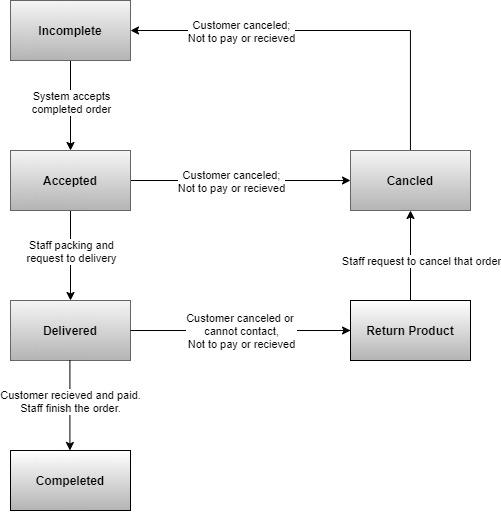 Incomplete
Customer canceled;
Not to pay or recieved
System accepts
completed order
Accepted
Customer canceled;
Not to pay or recieved
Cancled
Staff packing and
request to delivery
Staff request to cancel that order
Delivered
Customer canceled or
cannot contact,
Not to pay or recieved
Return Product
Customer recieved and paid.
Staff finish the order.
Compeleted